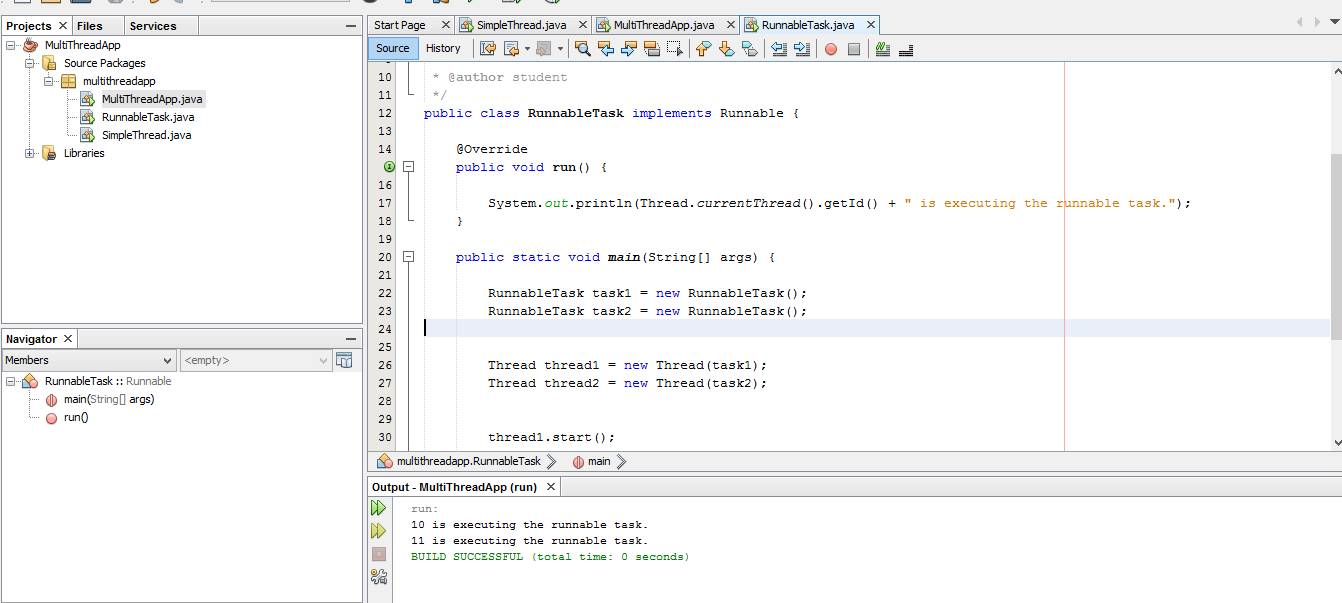 Projects Files Services
MultiThreadApp
Source Packages
multithreadapp
MultiThreadApp.java
RunnableTask.java
SimpleThread.java
Libraries
Navigator
Members <empty>
RunnableTask :: Runnable
main(String[] args)
run()
Start Page SimpleThread.java MultiThreadApp.java RunnableTask.java
Source History
10 * @author student
11 */
12 public class RunnableTask implements Runnable {
13
14 @Override
public void run() {
16
17 System.out.println(Thread.currentThread().getId() + " is executing the runnable task.");
18 }
19
20 public static void main(String[] args) {
21
22 RunnableTask task1 = new RunnableTask();
23 RunnableTask task2 = new RunnableTask();
24
25
26 Thread thread1 = new Thread(task1);
27 Thread thread2 = new Thread(task2);
28
29
30 thread1.start();
multithreadapp.RunnableTask main
Output - MultiThreadApp (run)
run:
10 is executing the runnable task.
11 is executing the runnable task.
BUILD SUCCESSFUL (total time: 0 seconds)